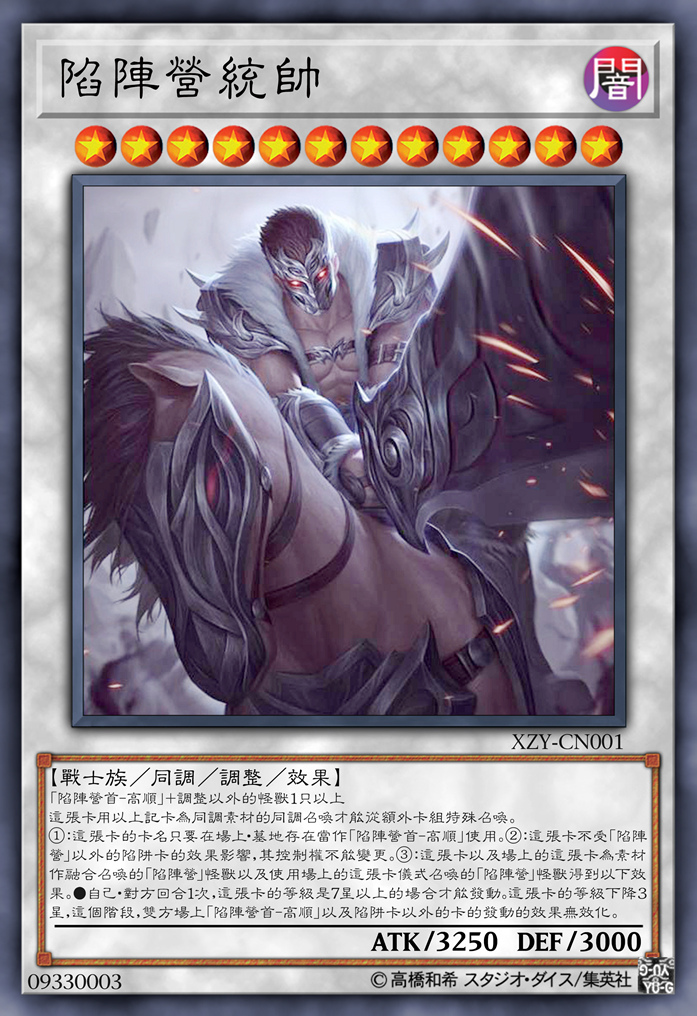 陷陣營統帥
闇
XZY-CN001
【戰士族／同調／調整／效果】
「陷陣營首-高順」+調整以外的怪獸1只以上
這張卡用以上記卡為同調素材的同調召喚才能從額外卡組特殊召喚。
①:這張卡的卡名只要在場上•墓地存在當作「陷陣營首-高順」使用。②:這張卡不受「陷陣
營」以外的陷阱卡的效果影響,其控制權不能變更。③:這張卡以及場上的這張卡為素材
作融合召喚的「陷陣營」怪獸以及使用場上的這張卡儀式召喚的「陷陣營」怪獸得到以下效
果。●自己•對方回合1次,這張卡的等級是7星以上的場合才能發動。這張卡的等級下降3
星,這個階段,雙方場上「陷陣營首-高順」以及陷阱卡以外的卡的發動的效果無效化。
ATK/3250 DEF/3000
09330003
©高橋和希 スタジオ・ダイス/集英社